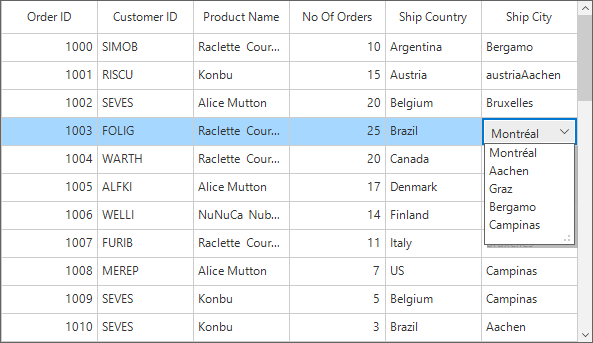 Order ID Customer ID Product Name No Of Orders Ship Country Ship City
1000 SIMOB Raclette Cour... 10 Argentina Bergamo
1001 RISCU Konbu 15 Austria austriaAachen
1002 SEVES Alice Mutton 20 Belgium Bruxelles
1003 FOLIG Raclette Cour... 25 Brazil Montréal
1004 WARTH Raclette Cour... 20 Canada Montréal
Aachen
1005 ALFKI Alice Mutton 17 Denmark Graz
1006 WELLI NuNuCa Nub... 14 Finland Bergamo
Campinas
1007 FURIB Raclette Cour... 11 Italy
1008 MEREP Alice Mutton 7 US Campinas
1009 SEVES Konbu 5 Belgium Campinas
1010 SEVES Konbu 3 Brazil Aachen